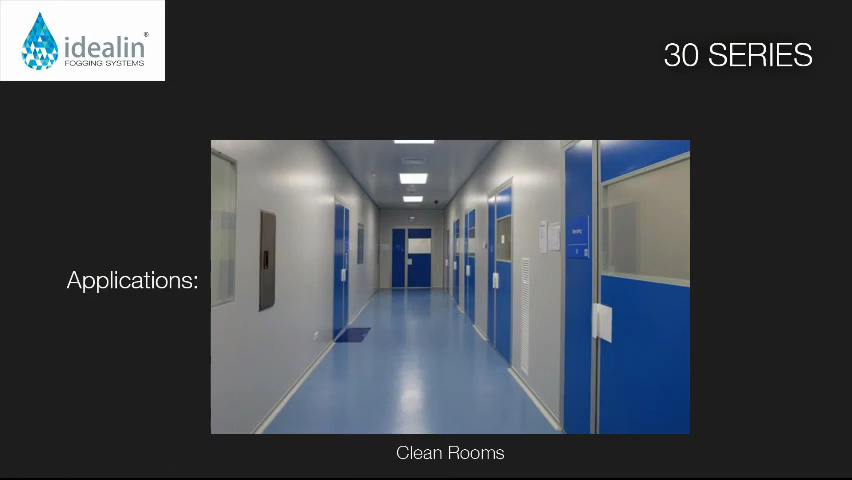 idealin®
FOGGING SYSTEMS
30 SERIES
Applications:
Clean Rooms